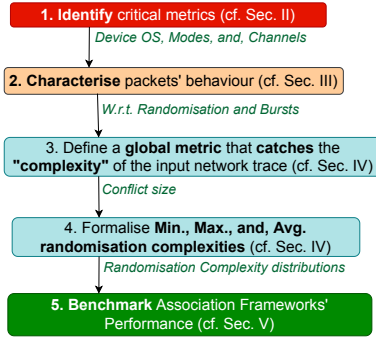 1. Identify critical metrics (cf. Sec. II)
Device OS, Modes, and, Channels
2. Characterise packets' behaviour (cf. Sec. III)
W.r.t. Randomisation and Bursts
3. Define a global metric that catches the
"complexity" of the input network trace (cf. Sec. IV)
Conflict size
4. Formalise Min., Max., and, Avg.
randomisation complexities (cf. Sec. IV)
Randomisation Complexity distributions
5. Benchmark Association Frameworks'
Performance (cf. Sec. V)